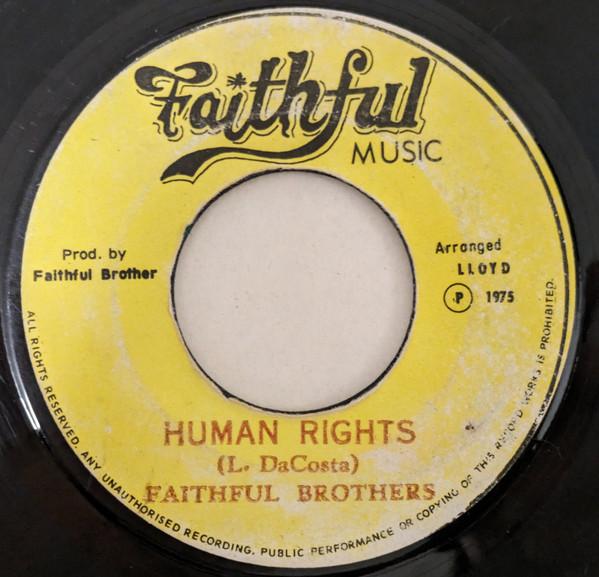 Faithful
MUSIC
Prod. by
Faithful Brother
Arranged
LLOYD
P 1975
HUMAN RIGHTS
(L. DaCosta)
FAITHFUL BROTHERS
ALL RIGHTS RESERVED. ANY UNAUTHORISED RECORDING, PUBLIC PERFORMANCE OR COPYING OF THIS RECORD WORKS IS PROHIBITED.